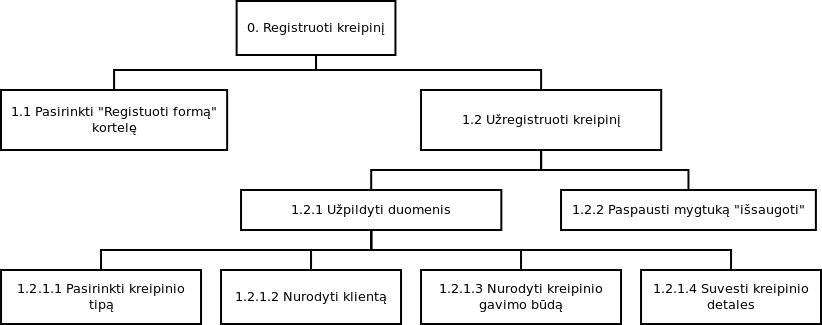 0. Registruoti kreipinį
1.1 Pasirinkti "Registuoti formą"
kortelę
1.2 Užregistruoti kreipinį
1.2.1 Užpildyti duomenis
1.2.2 Paspausti mygtuką "išsaugoti"
1.2.1.1 Pasirinkti kreipinio
tipą
1.2.1.2 Nurodyti klientą
1.2.1.3 Nurodyti kreipinio
gavimo būdą
1.2.1.4 Suvesti kreipinio
detales